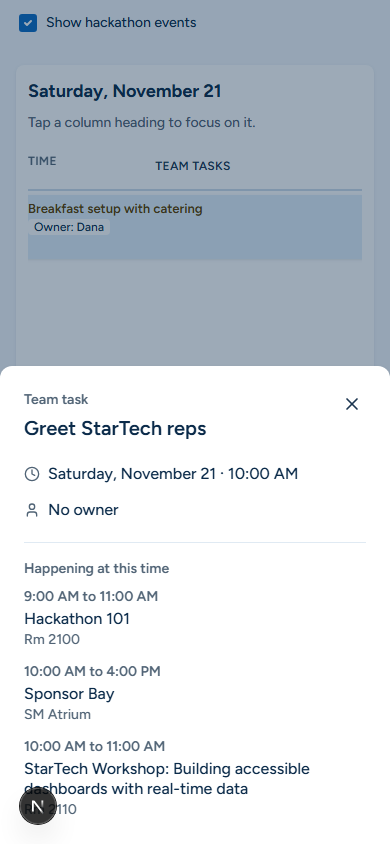 Show hackathon events
Saturday, November 21
Tap a column heading to focus on it.
TIME
TEAM TASKS
Breakfast setup with catering
Owner: Dana
Team task
Greet StarTech reps
Saturday, November 21 · 10:00 AM
No owner
Happening at this time
9:00 AM to 11:00 AM
Hackathon 101
Rm 2100
10:00 AM to 4:00 PM
Sponsor Bay
SM Atrium
10:00 AM to 11:00 AM
StarTech Workshop: Building accessible
dashboards with real-time data
2110
N